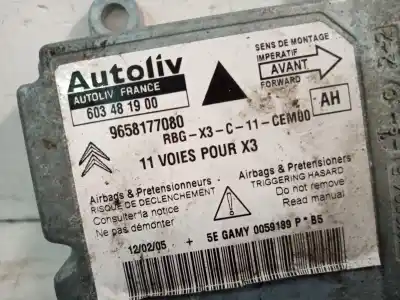 Autoliv
AUTOLIV FRANCE
603 48 19 00
9658177080
SENS DE MONTAGE
IMPERATIF
AVANT
FORWARD
AH
RBG-X3-C-11-CEM00
11 VOIES POUR X3
Airbags & Pretensionneurs
RISQUE DE DECLENCHEMENT
Consulter la notice
Ne pas démonter
Airbags & Pretensioners
TRIGGERING HASARD
Do not remove
Read manual
12/02/05 + 5E GAMY 0059189 P * B5